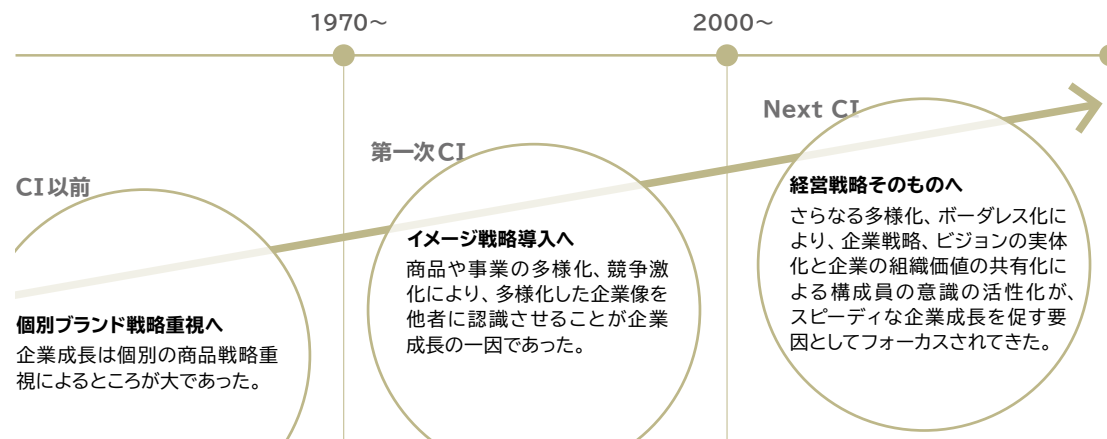 1970～
2000～
CI以前
個別ブランド戦略重視へ
企業成長は個別の商品戦略重
視によるところが大であった。
第一次CI
イメージ戦略導入へ
商品や事業の多様化、競争激
化により、多様化した企業像を
他者に認識させることが企業
成長の一因であった。
Next CI
経営戦略そのものへ
さらなる多様化、ボーダレス化に
より、企業戦略、ビジョンの実体
化と企業の組織価値の共有化に
よる構成員の意識の活性化が、
スピーディな企業成長を促す要
因としてフォーカスされてきた。